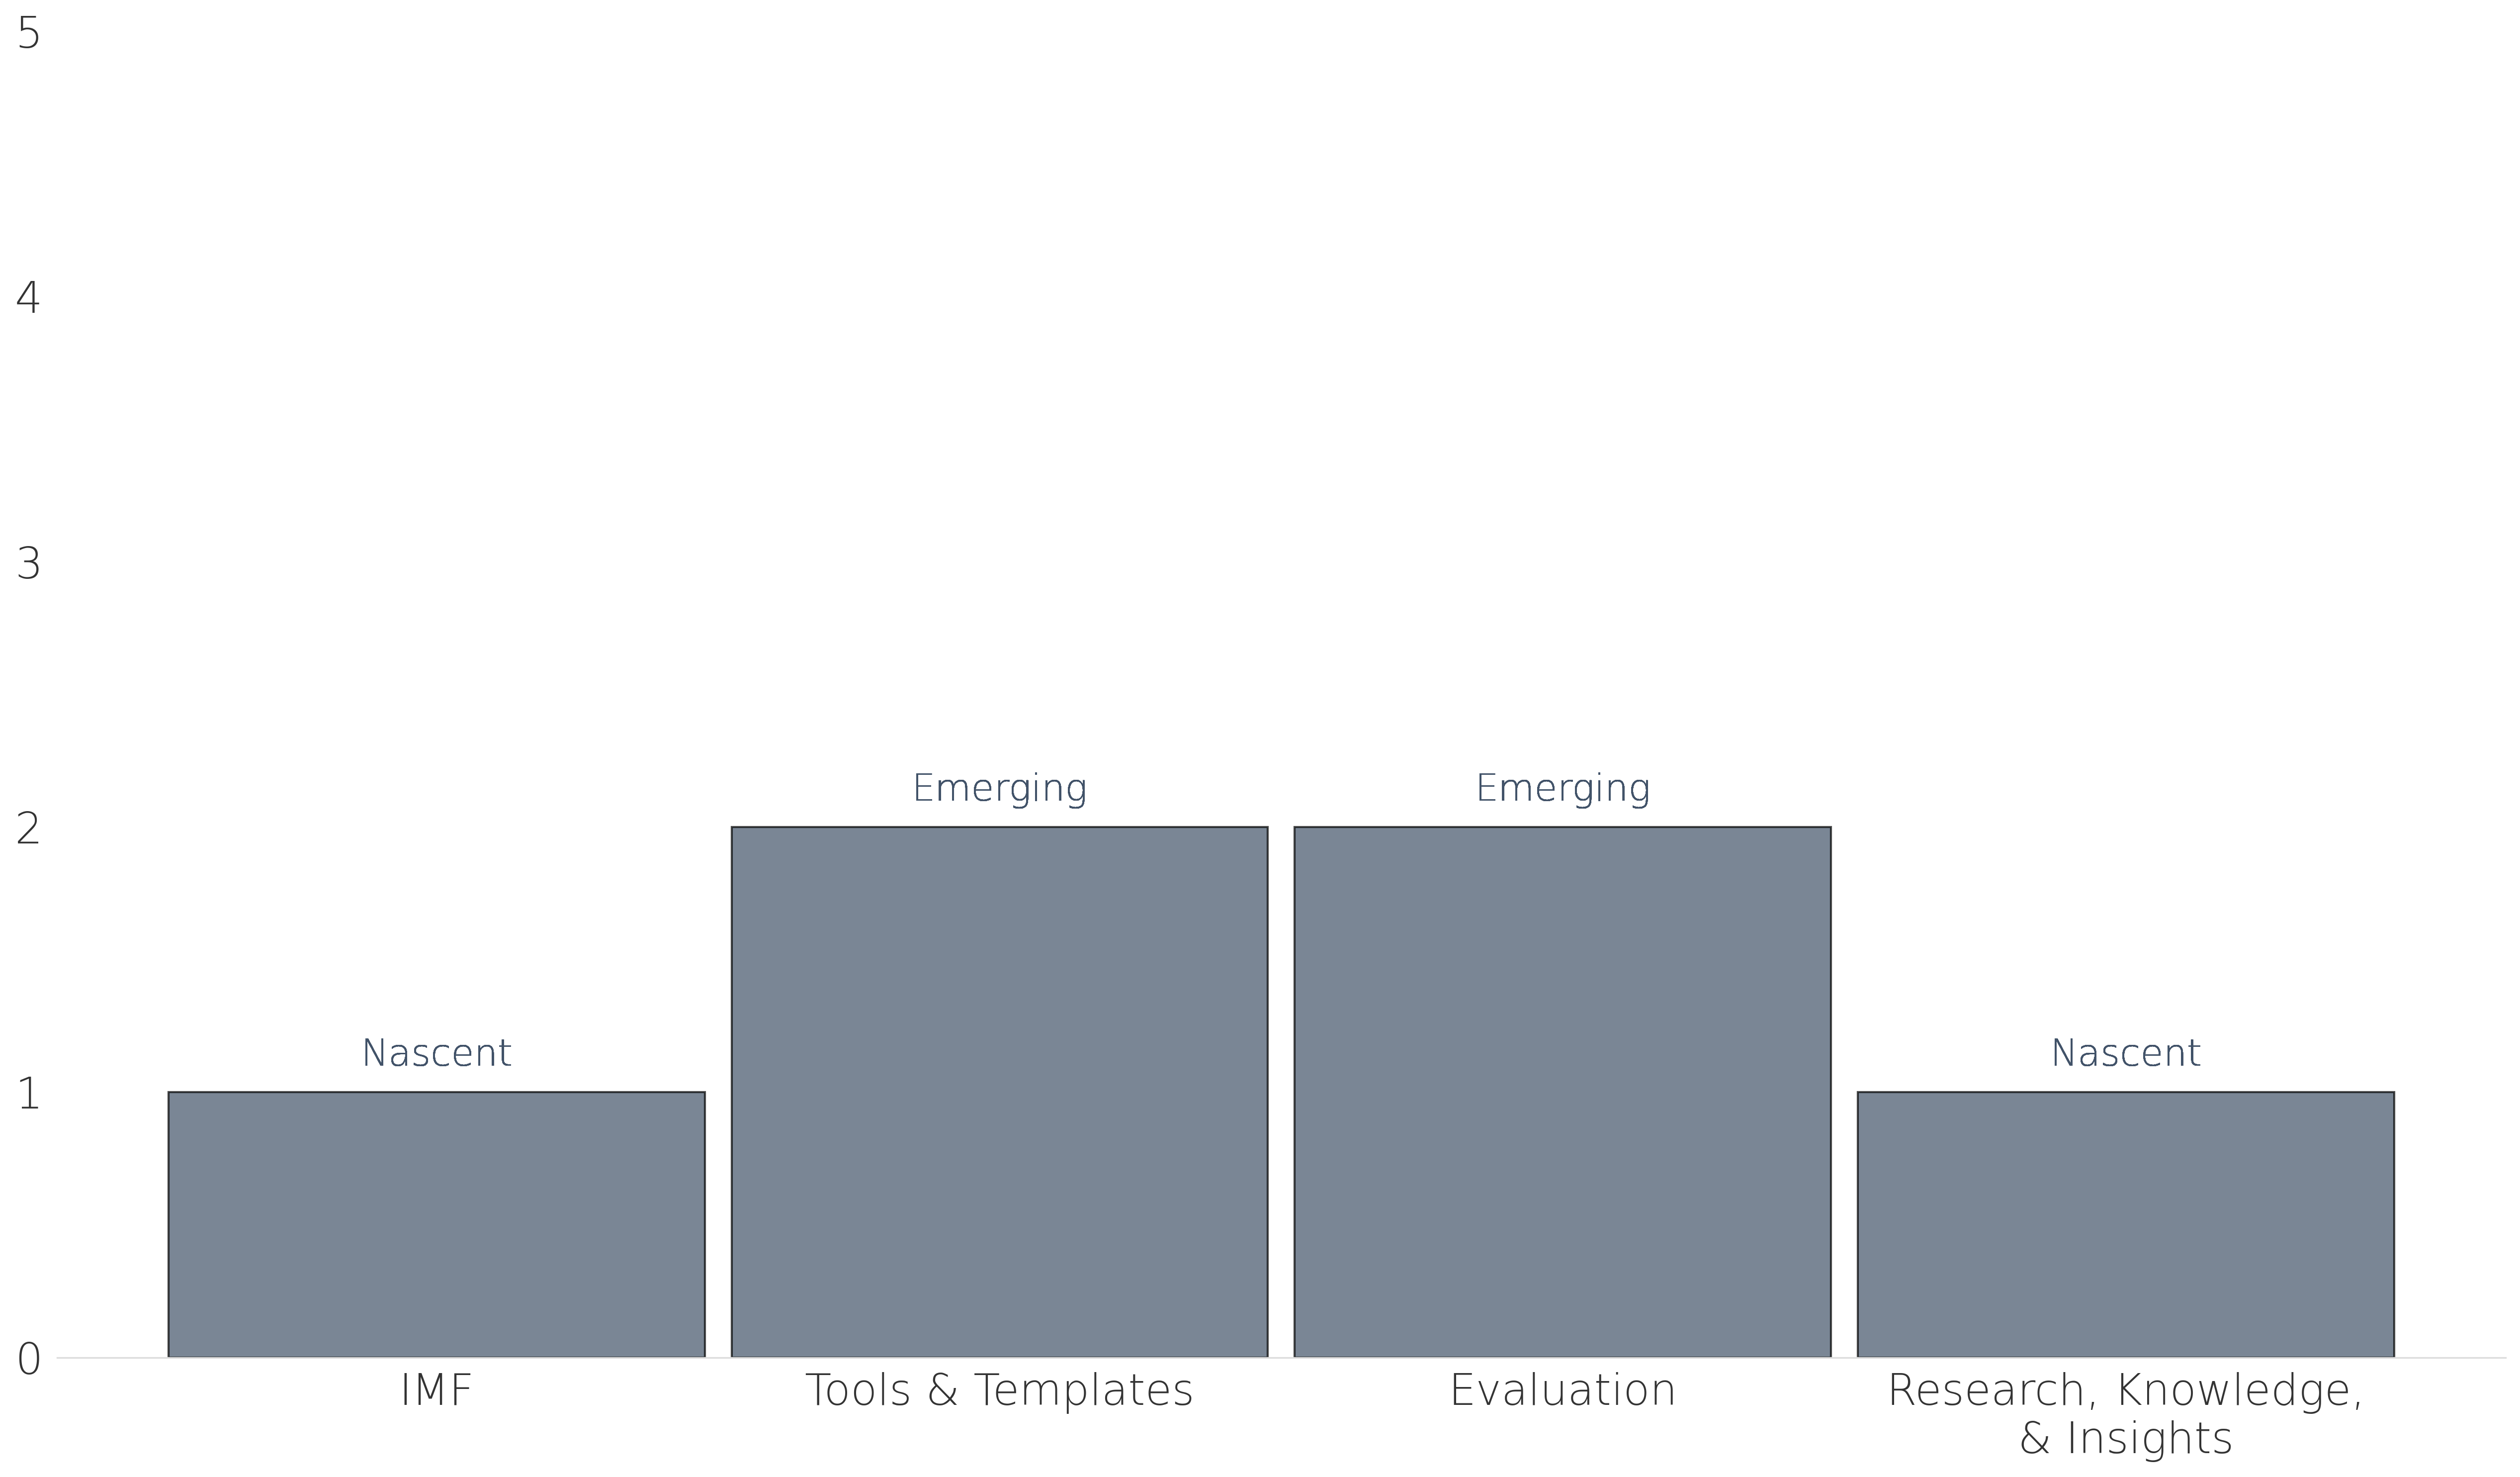 5
4
3
2
1
0
Emerging
Emerging
Nascent
Nascent
IMF
Tools & Templates
Evaluation
Research, Knowledge,
& Insights